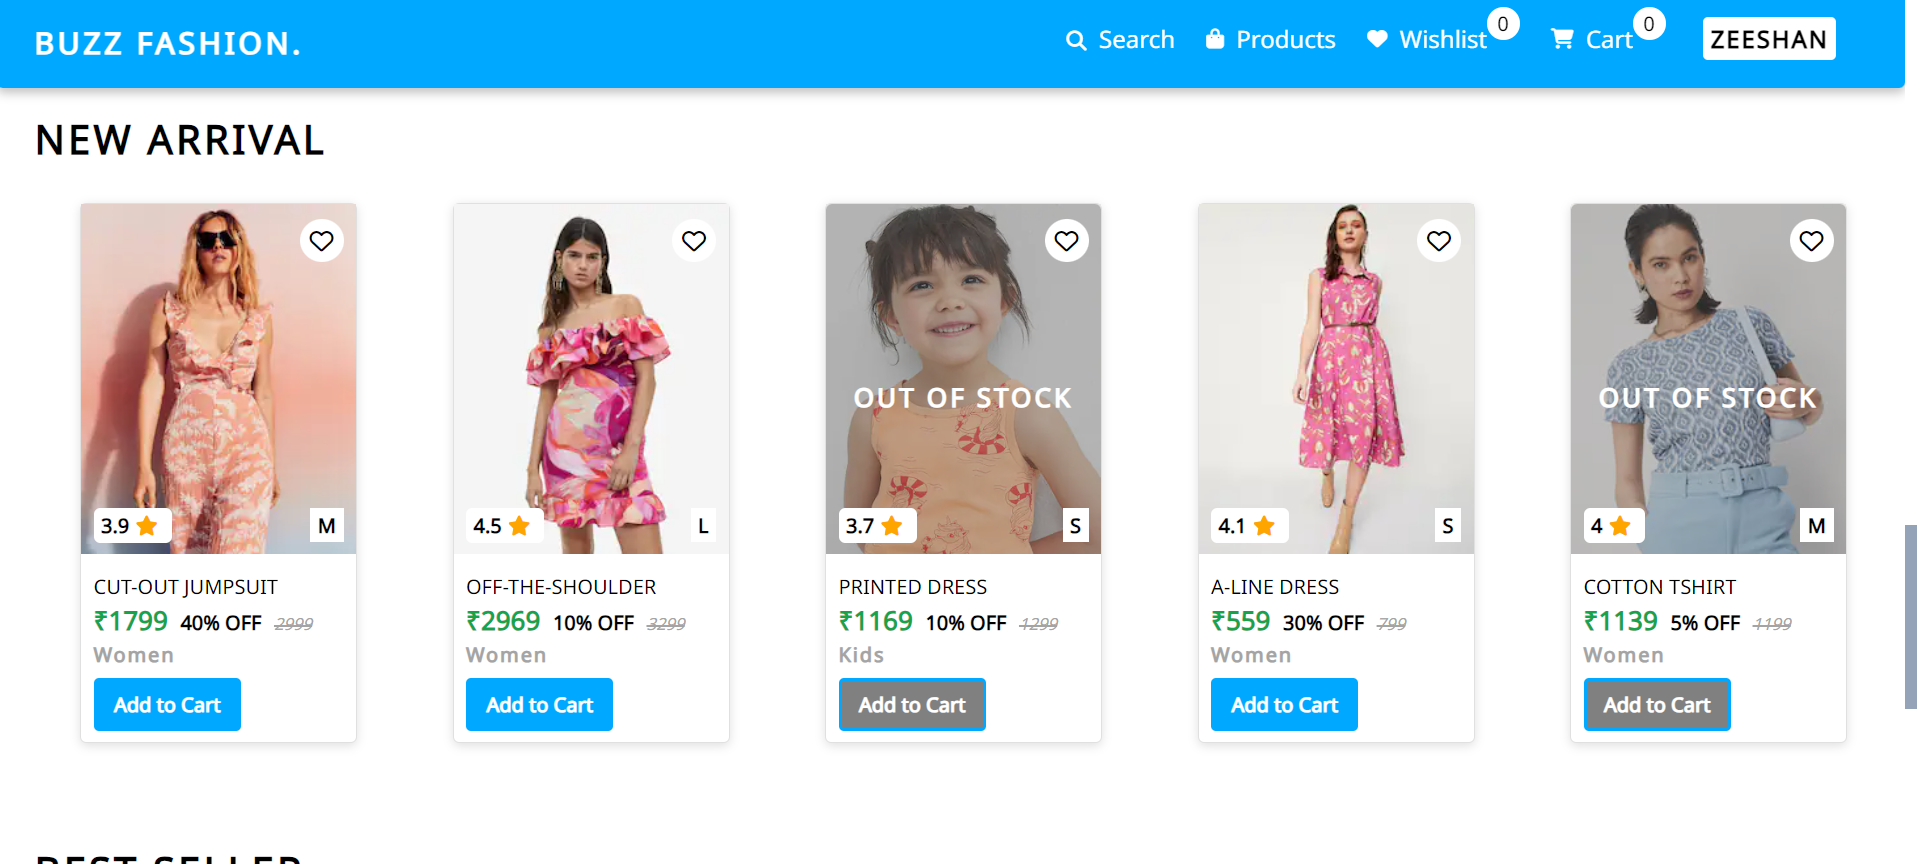 BUZZ FASHION.
Search
Products
Wishlist
0
Cart
0
ZEESHAN
NEW ARRIVAL
3.9
M
CUT-OUT JUMPSUIT
₹1799 40% OFF 2999
Women
Add to Cart
4.5
L
OFF-THE-SHOULDER
₹2969 10% OFF 3299
Women
Add to Cart
OUT OF STOCK
3.7
S
PRINTED DRESS
₹1169 10% OFF 1299
Kids
Add to Cart
4.1
S
A-LINE DRESS
₹559 30% OFF 799
Women
Add to Cart
OUT OF STOCK
4
M
COTTON TSHIRT
₹1139 5% OFF 1199
Women
Add to Cart
BEST SELLER